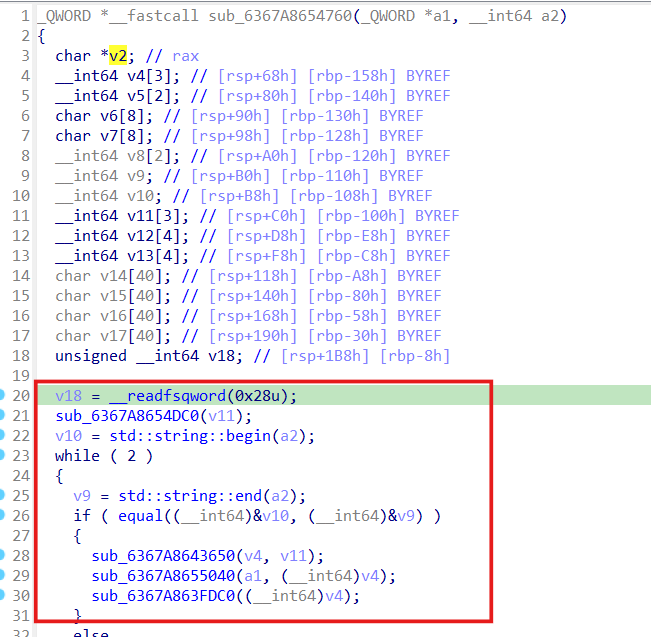 1 _QWORD *__fastcall sub_6367A8654760(_QWORD *a1, __int64 a2)
2 {
3 char *v2; // rax
4 __int64 v4[3]; // [rsp+68h] [rbp-158h] BYREF
5 __int64 v5[2]; // [rsp+80h] [rbp-140h] BYREF
6 char v6[8]; // [rsp+90h] [rbp-130h] BYREF
7 char v7[8]; // [rsp+98h] [rbp-128h] BYREF
8 __int64 v8[2]; // [rsp+A0h] [rbp-120h] BYREF
9 __int64 v9; // [rsp+B0h] [rbp-110h] BYREF
10 __int64 v10; // [rsp+B8h] [rbp-108h] BYREF
11 __int64 v11[3]; // [rsp+C0h] [rbp-100h] BYREF
12 __int64 v12[4]; // [rsp+D8h] [rbp-E8h] BYREF
13 __int64 v13[4]; // [rsp+F8h] [rbp-C8h] BYREF
14 char v14[40]; // [rsp+118h] [rbp-A8h] BYREF
15 char v15[40]; // [rsp+140h] [rbp-80h] BYREF
16 char v16[40]; // [rsp+168h] [rbp-58h] BYREF
17 char v17[40]; // [rsp+190h] [rbp-30h] BYREF
18 unsigned __int64 v18; // [rsp+1B8h] [rbp-8h]
19
20 v18 = __readfsqword(0x28u);
21 sub_6367A8654DC0(v11);
22 v10 = std::string::begin(a2);
23 while ( 2 )
24 {
25 v9 = std::string::end(a2);
26 if ( equal((__int64)&v10, (__int64)&v9) )
27 {
28 sub_6367A8643650(v4, v11);
29 sub_6367A8655040(a1, (__int64)v4);
30 sub_6367A863FDC0((__int64)v4);
31 }
32 else